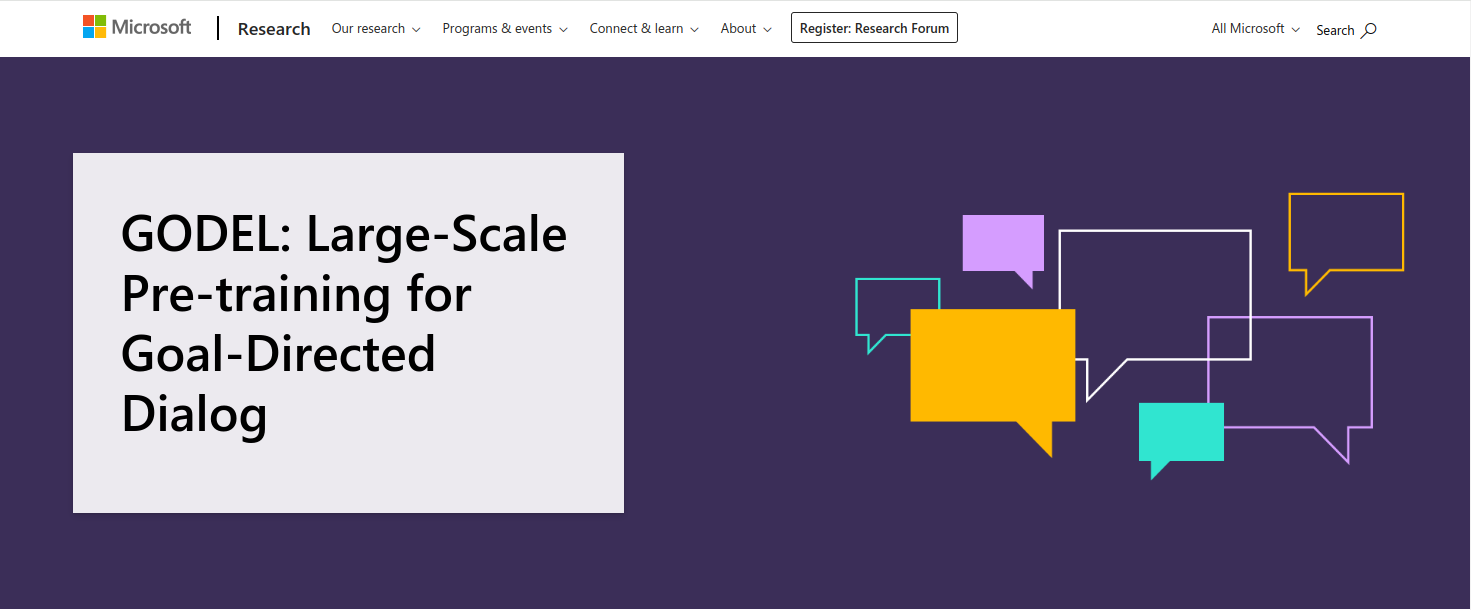 Microsoft Research Our research Programs & events Connect & learn About Register: Research Forum All Microsoft Search
GODEL: Large-Scale
Pre-training for
Goal-Directed
Dialog